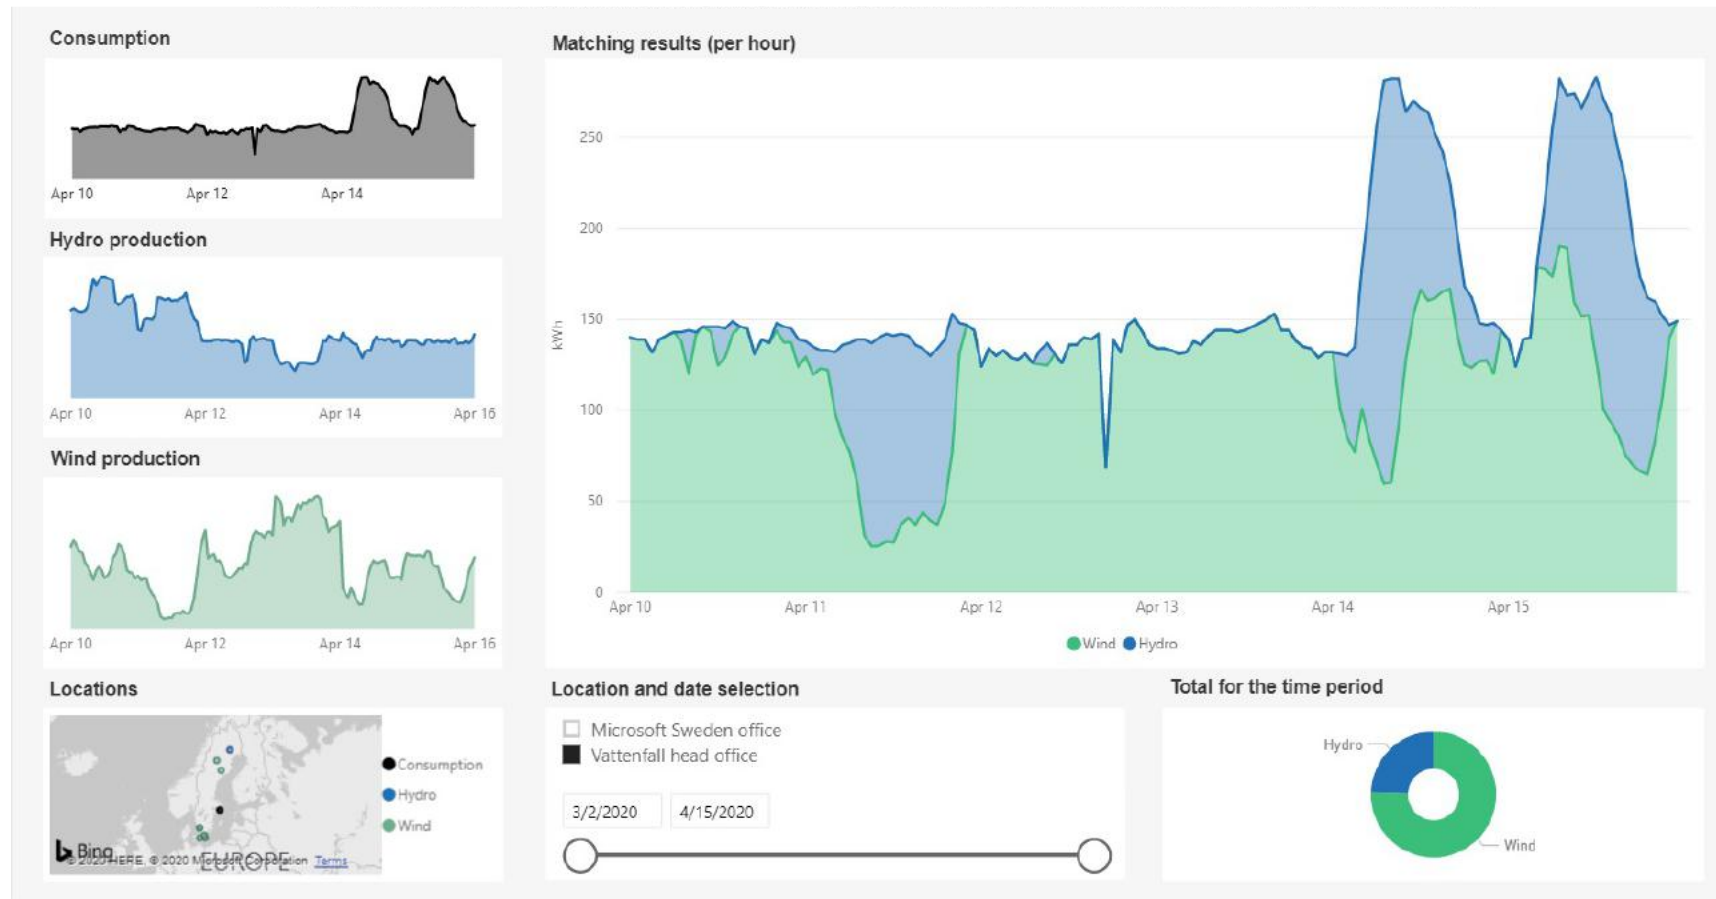 Consumption
Apr 10
Apr 12
Apr 14
Hydro production
Apr 10
Apr 12
Apr 14
Apr 16
Wind production
Apr 10
Apr 12
Apr 14
Apr 16
Locations
Consumption
Hydro
Wind
Bing
© 2020 HERE, © 2020 Microsoft Corporation Terms
EUROPE
Matching results (per hour)
kWh
250
200
150
100
50
0
Apr 10
Apr 11
Apr 12
Apr 13
Apr 14
Apr 15
Wind Hydro
Location and date selection
Microsoft Sweden office
Vattenfall head office
3/2/2020 4/15/2020
Total for the time period
Hydro
Wind